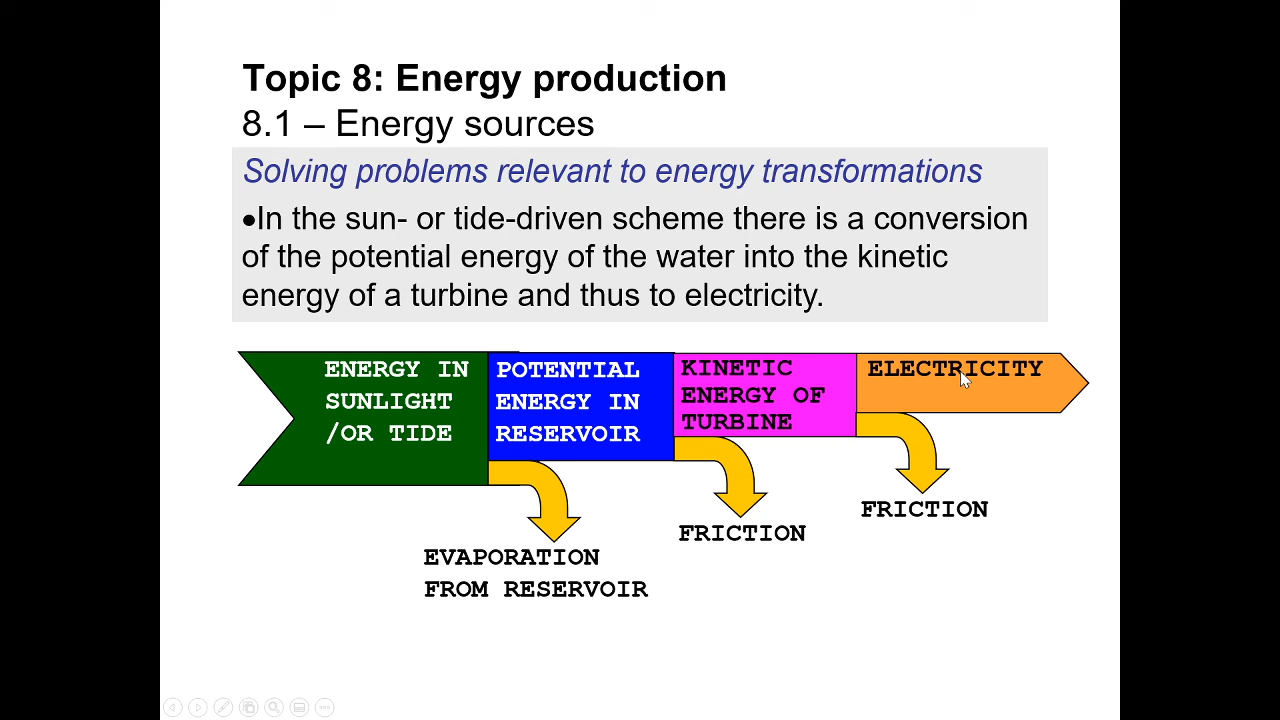 Topic 8: Energy production
8.1 – Energy sources
Solving problems relevant to energy transformations
•In the sun- or tide-driven scheme there is a conversion
of the potential energy of the water into the kinetic
energy of a turbine and thus to electricity.
ENERGY IN
SUNLIGHT
/OR TIDE
POTENTIAL
ENERGY IN
RESERVOIR
KINETIC
ENERGY OF
TURBINE
ELECTRICITY
EVAPORATION
FROM RESERVOIR
FRICTION
FRICTION